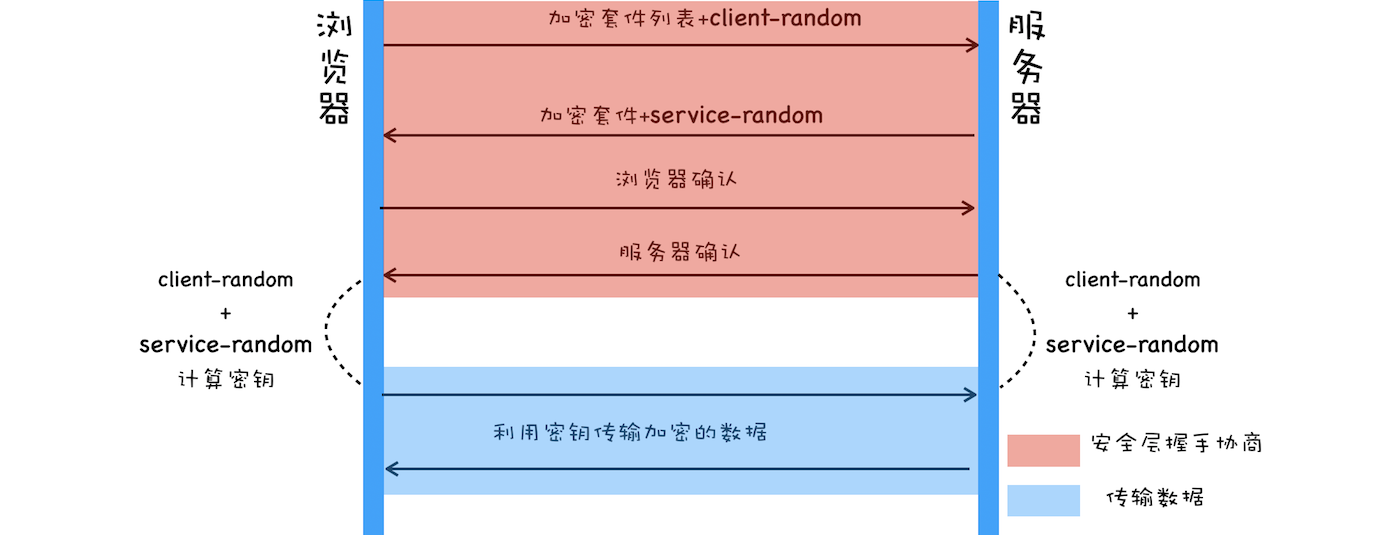 浏览器
服务器
加密套件列表+client-random
加密套件+service-random
浏览器确认
服务器确认
client-random
+
service-random
计算密钥
client-random
+
service-random
计算密钥
利用密钥传输加密的数据
安全层握手协商
传输数据